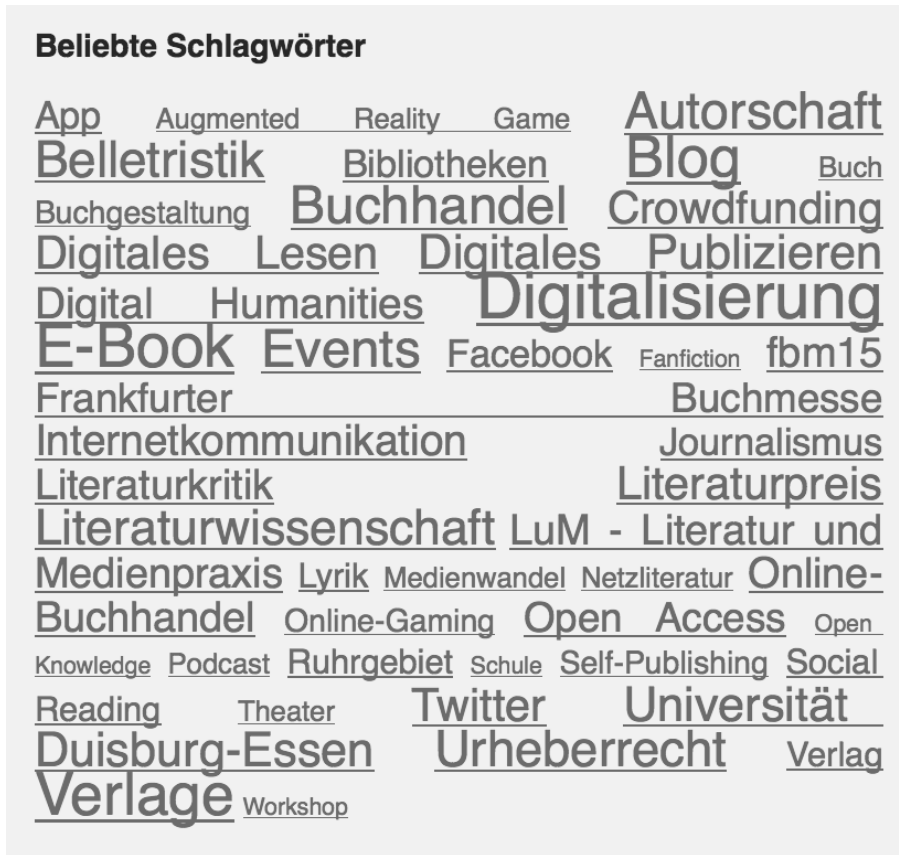 Beliebte Schlagwörter
App Augmented Reality Game Autorschaft
Belletristik Bibliotheken Blog Buch
Buchgestaltung Buchhandel Crowdfunding
Digitales Lesen Digitales Publizieren
Digital Humanities Digitalisierung
E-Book Events Facebook Fanfiction fbm15
Frankfurter Buchmesse
Internetkommunikation Journalismus
Literaturkritik Literaturpreis
Literaturwissenschaft LuM - Literatur und
Medienpraxis Lyrik Medienwandel Netzliteratur Online-
Buchhandel Online-Gaming Open Access Open
Knowledge Podcast Ruhrgebiet Schule Self-Publishing Social
Reading Theater Twitter Universität
Duisburg-Essen Urheberrecht Verlag
Verlage Workshop